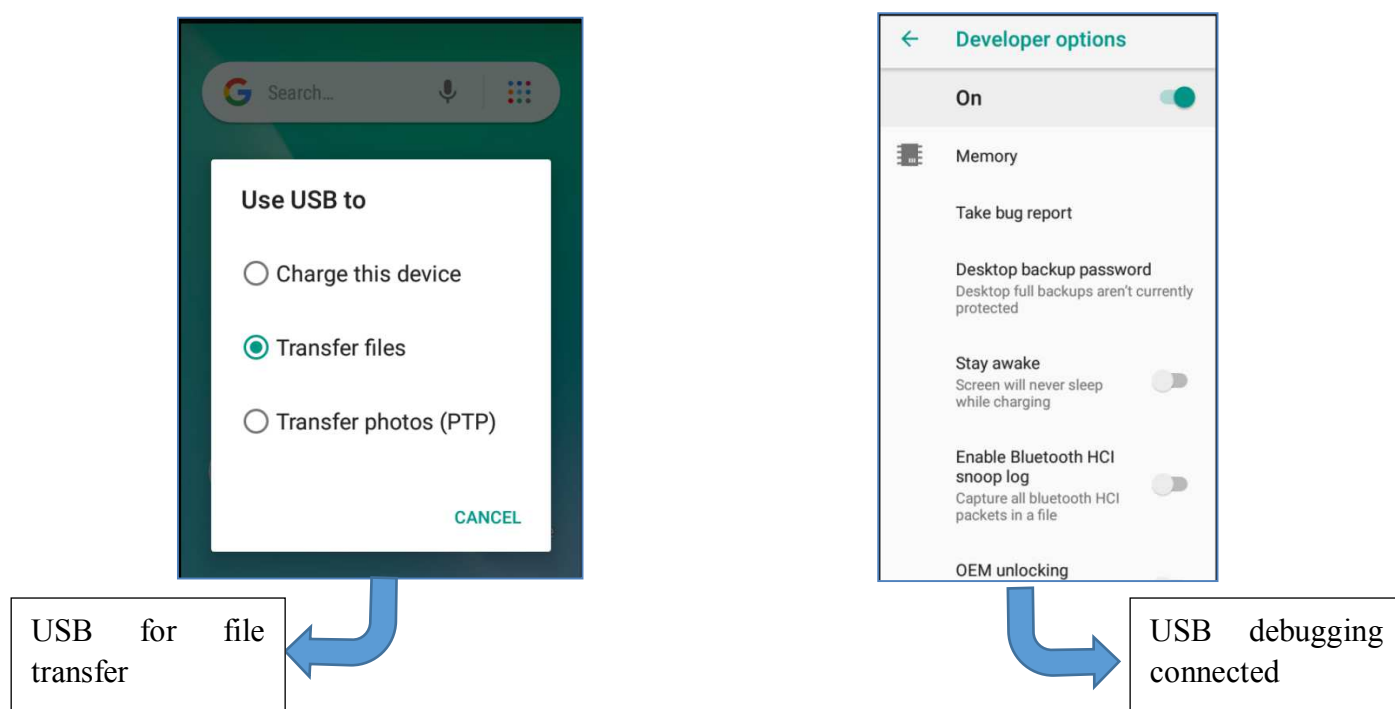 Search...
Use USB to
Charge this device
Transfer files
Transfer photos (PTP)
CANCEL
USB for file
transfer
Developer options
On
Memory
Take bug report
Desktop backup password
Desktop full backups aren't currently
protected
Stay awake
Screen will never sleep
while charging
Enable Bluetooth HCI
snoop log
Capture all bluetooth HCI
packets in a file
OEM unlocking
USB debugging
connected